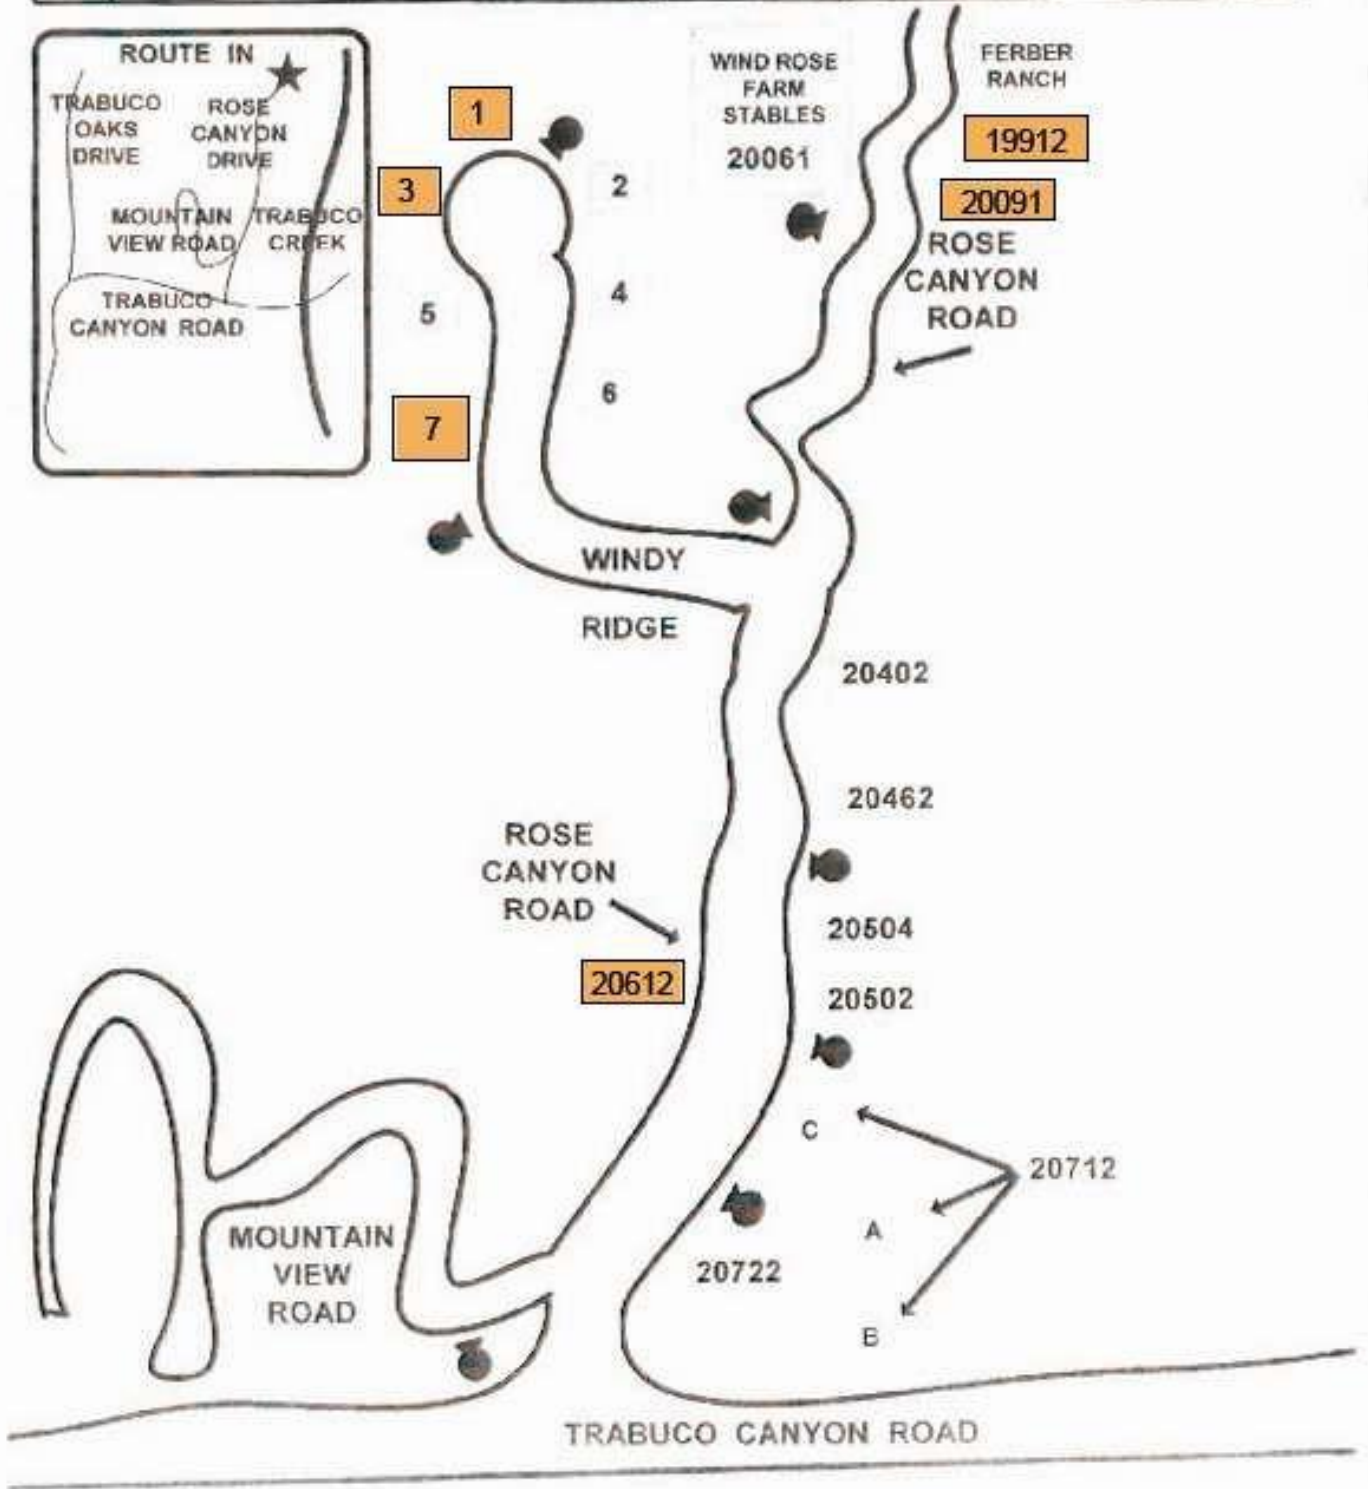 ROUTE IN
TRABUCO
OAKS
DRIVE
ROSE
CANYON
DRIVE
MOUNTAIN
VIEW ROAD
TRABUCO
CREEK
TRABUCO
CANYON ROAD
1
3
2
5
4
7
6
WIND ROSE
FARM
STABLES
20061
FERBER
RANCH
19912
20091
ROSE
CANYON
ROAD
WINDY
RIDGE
20402
20462
ROSE
CANYON
ROAD
20504
20612
20502
C
20712
A
MOUNTAIN
VIEW
ROAD
20722
B
TRABUCO CANYON ROAD